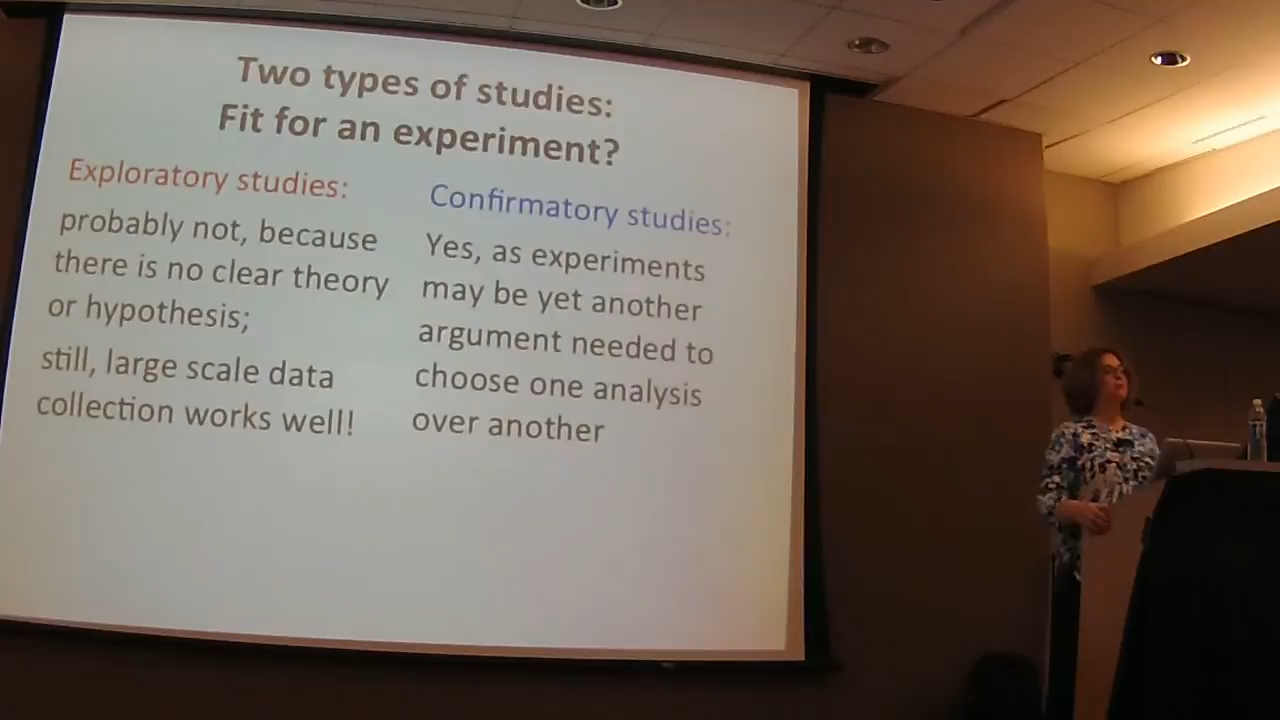 Two types of studies:
Fit for an experiment?
Exploratory studies:
probably not, because
there is no clear theory
or hypothesis;
still, large scale data
collection works well!
Confirmatory studies:
Yes, as experiments
may be yet another
argument needed to
choose one analysis
over another